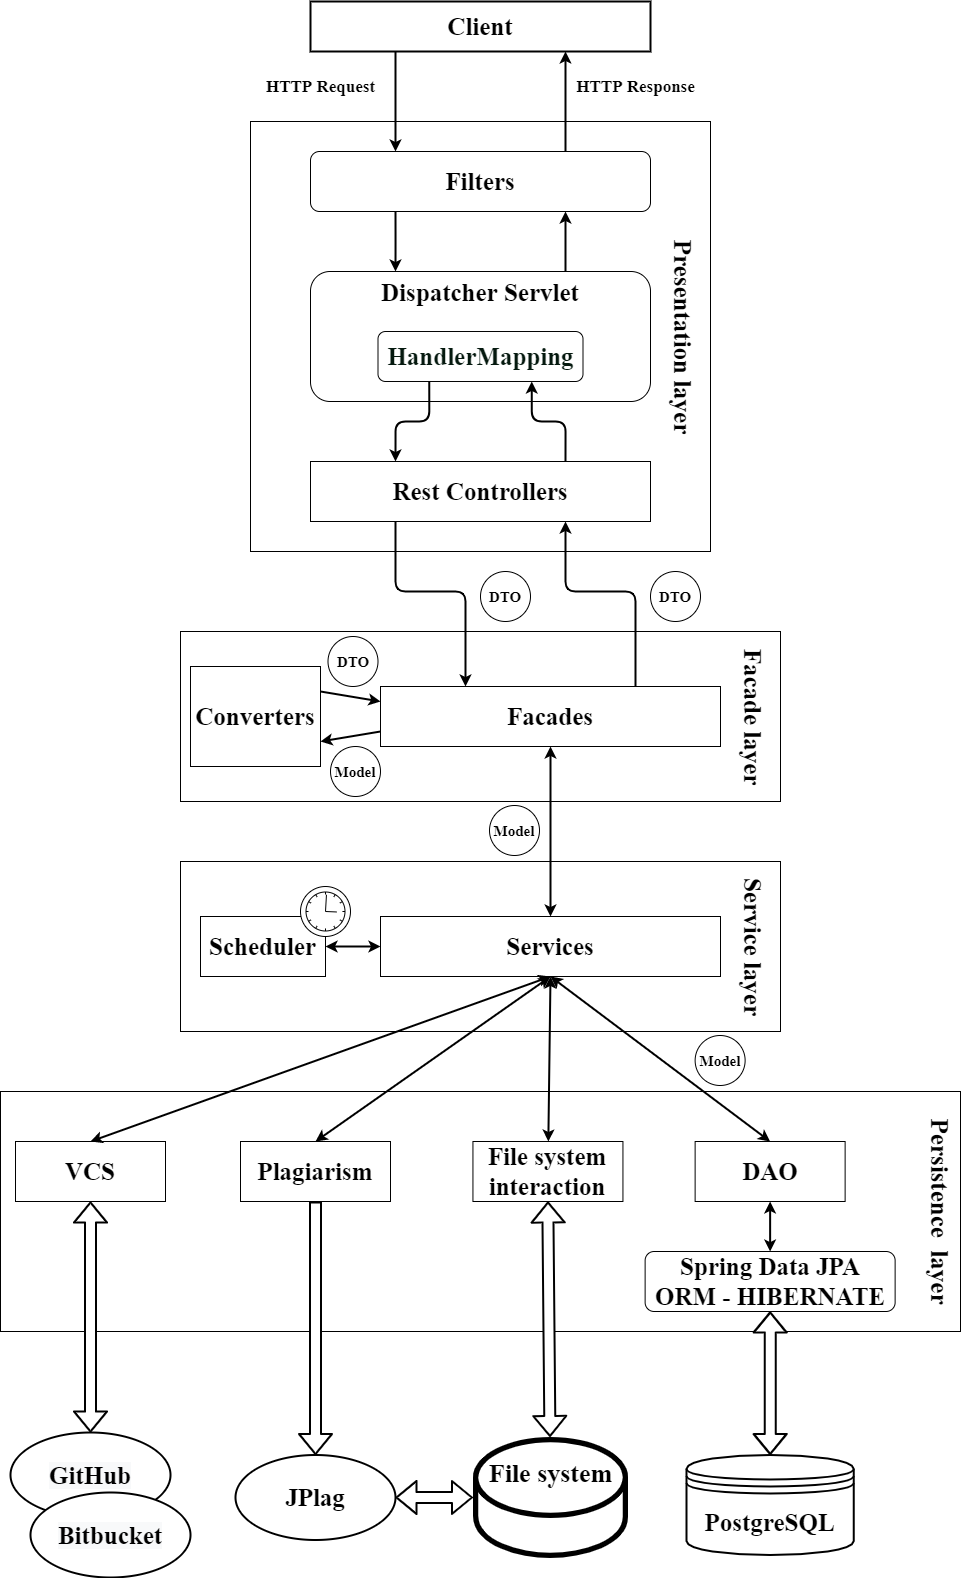 Client
HTTP Request
HTTP Response
Filters
Dispatcher Servlet
HandlerMapping
Rest Controllers
Presentation layer
DTO
DTO
DTO
Converters
Facades
Model
Facade layer
Model
Scheduler
Services
Service layer
Model
VCS
Plagiarism
File system
interaction
DAO
Spring Data JPA
ORM - HIBERNATE
Persistence layer
GitHub
Bitbucket
JPlag
File system
PostgreSQL